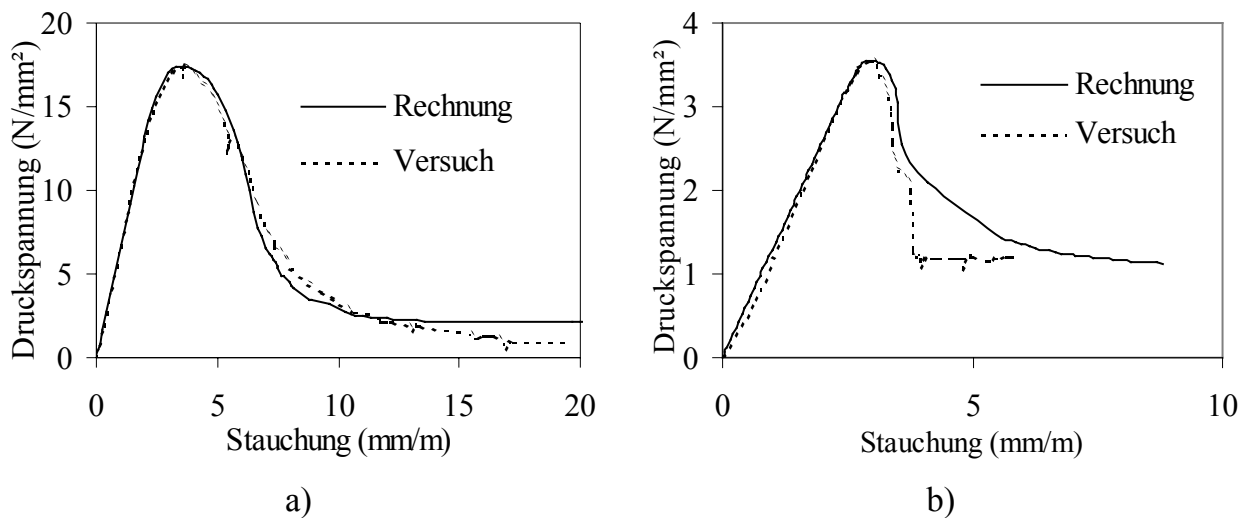 20
15
10
5
0
Druckspannung (N/mm²)
Rechnung
Versuch
0 5 10 15 20
Stauchung (mm/m)
a)
4
3
2
1
0
Druckspannung (N/mm²)
Rechnung
Versuch
0 5 10
Stauchung (mm/m)
b)